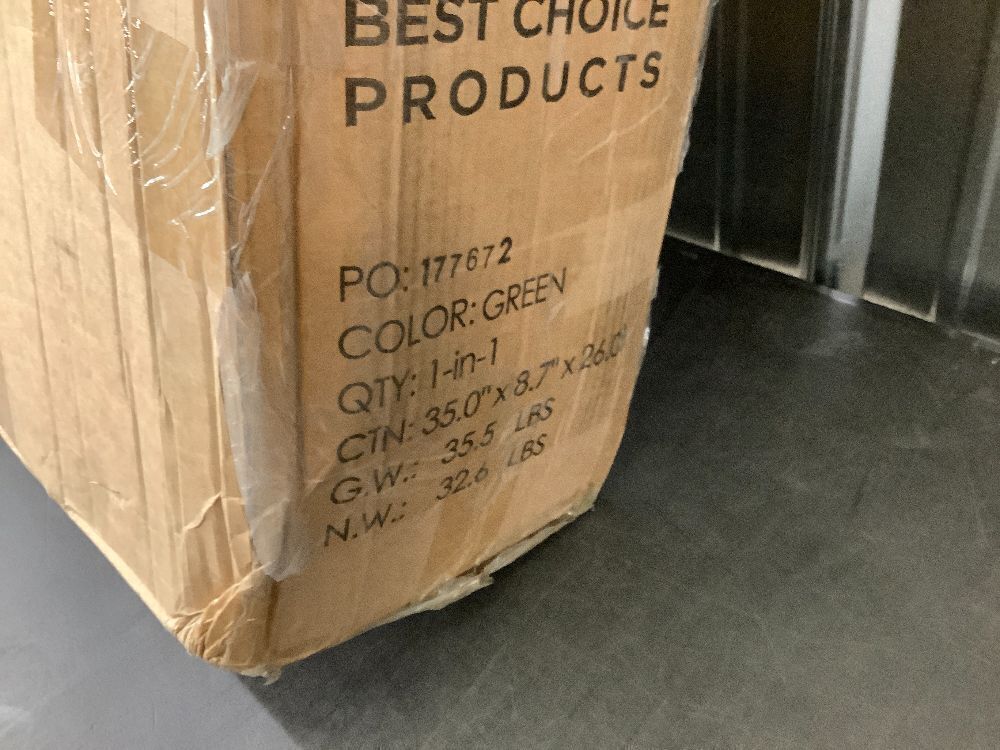 BEST CHOICE
PRODUCTS
PO: 177672
COLOR: GREEN
QTY: 1-in-1
CTN: 35.0" x 8.7" x 26.0"
G.W.: 35.5 LBS
N.W.: 32.6 LBS